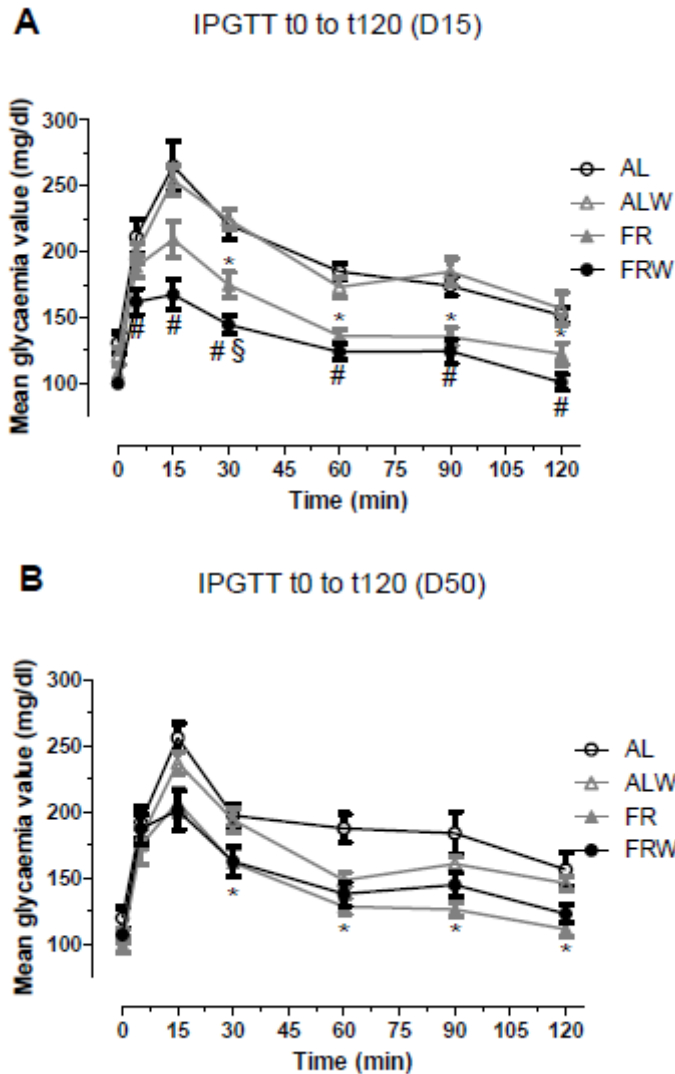 A
IPGTT t0 to t120 (D15)
Mean glycaemia value (mg/dl)
300
250
200
150
100
AL
ALW
FR
FRW
*
*
*
*
#
#
# §
#
#
#
0
15
30
45
60
75
90
105
120
Time (min)
B
IPGTT t0 to t120 (D50)
Mean glycaemia value (mg/dl)
300
250
200
150
100
AL
ALW
FR
FRW
*
*
*
*
0
15
30
45
60
75
90
105
120
Time (min)